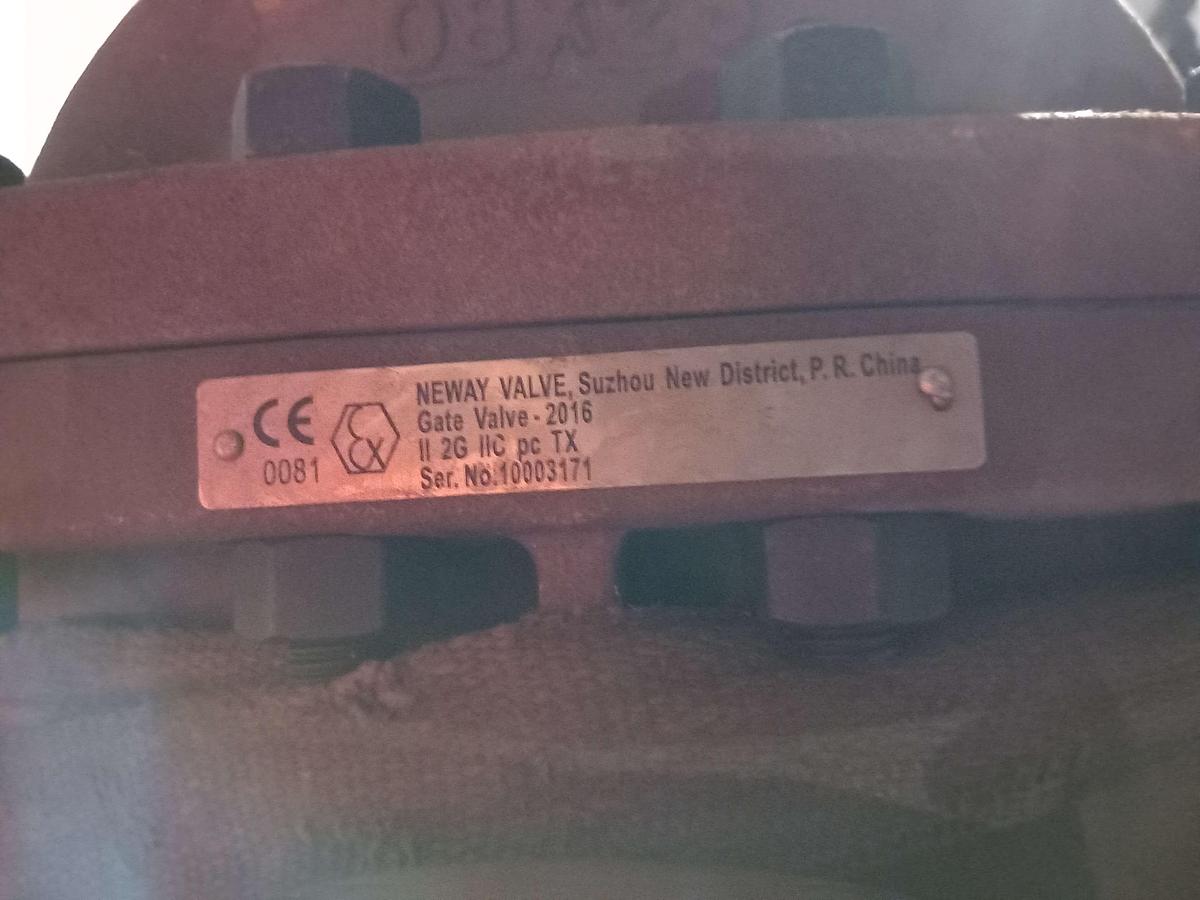 CE
0081
Ex
NEWAY VALVE, Suzhou New District, P. R. China
Gate Valve - 2016
II 2G IIC pc TX
Ser. No:10003171